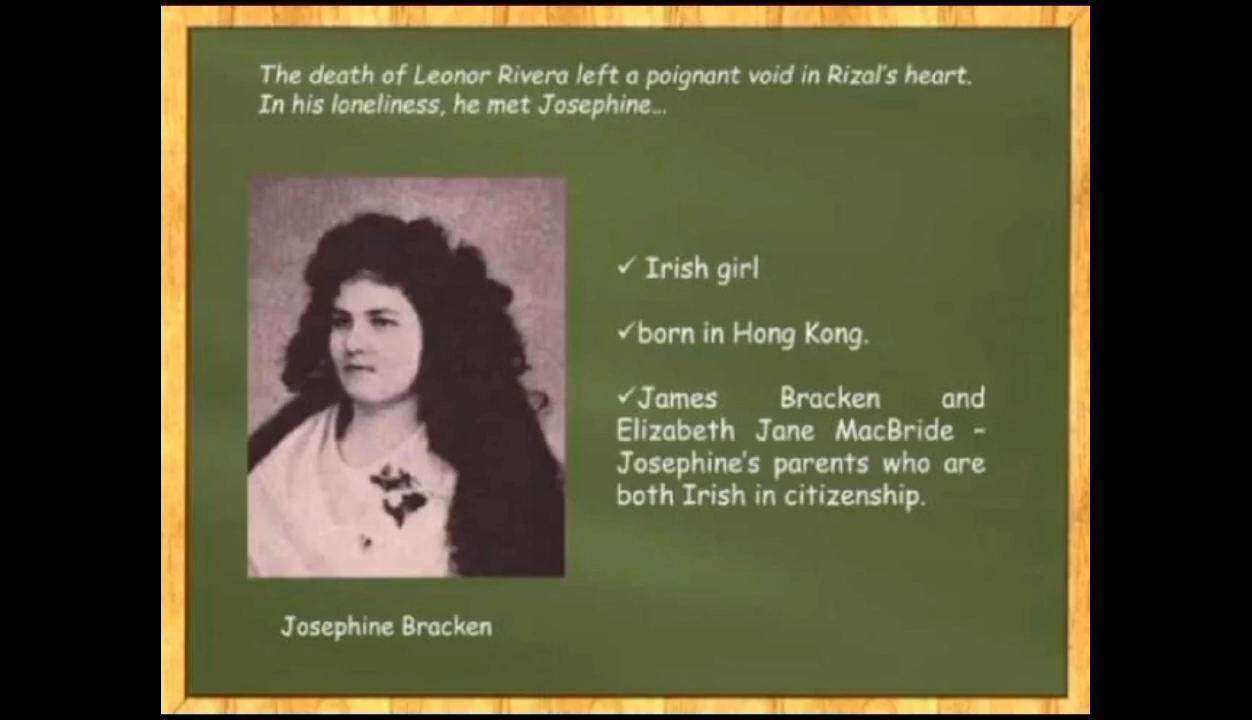 The death of Leonor Rivera left a poignant void in Rizal's heart.
In his loneliness, he met Josephine...
✓ Irish girl
✓born in Hong Kong.
✓James Bracken and
Elizabeth Jane MacBride –
Josephine's parents who are
both Irish in citizenship.
Josephine Bracken